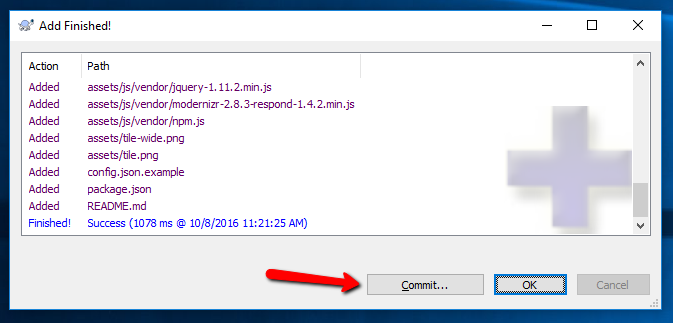 Add Finished!
Action Path
Added assets/js/vendor/jquery-1.11.2.min.js
Added assets/js/vendor/modernizr-2.8.3-respond-1.4.2.min.js
Added assets/js/vendor/npm.js
Added assets/tile-wide.png
Added assets/tile.png
Added config.json.example
Added package.json
Added README.md
Finished! Success (1078 ms @ 10/8/2016 11:21:25 AM)
Commit... OK Cancel